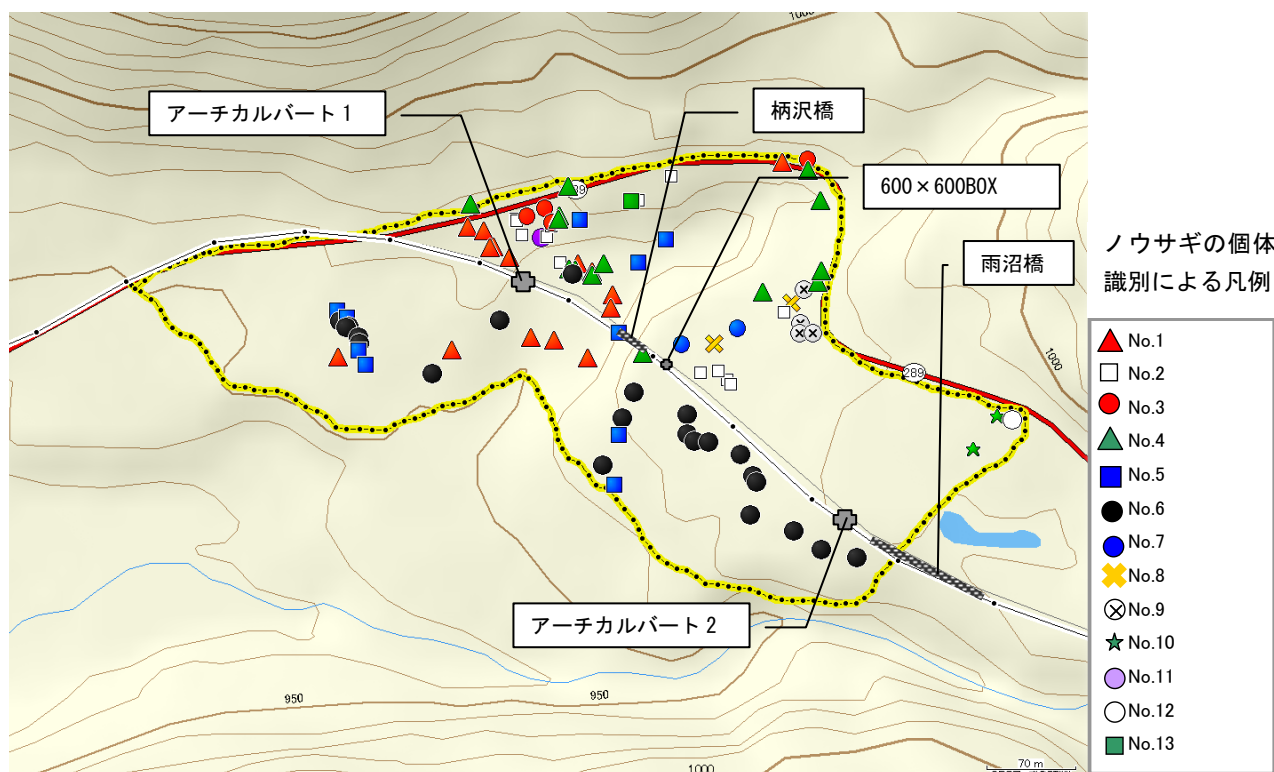 1000
アーチカルバート1
柄沢橋
600×600BOX
289
雨沼橋
ノウサギの個体
識別による凡例
No.1
No.2
No.3
No.4
No.5
No.6
No.7
No.8
No.9
No.10
No.11
No.12
No.13
1000
289
アーチカルバート2
950
950
1000
70 m